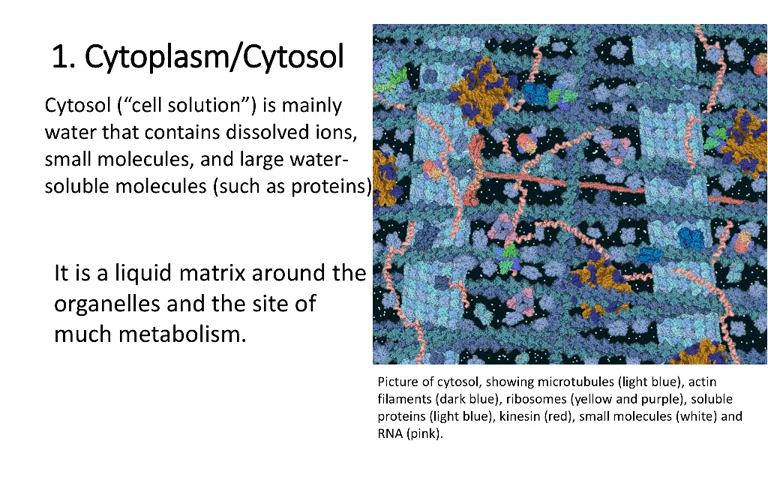 1. Cytoplasm/Cytosol
Cytosol (“cell solution”) is mainly
water that contains dissolved ions,
small molecules, and large water-
soluble molecules (such as proteins)
It is a liquid matrix around the
organelles and the site of
much metabolism.
Picture of cytosol, showing microtubules (light blue), actin
filaments (dark blue), ribosomes (yellow and purple), soluble
proteins (light blue), kinesin (red), small molecules (white) and
RNA (pink).